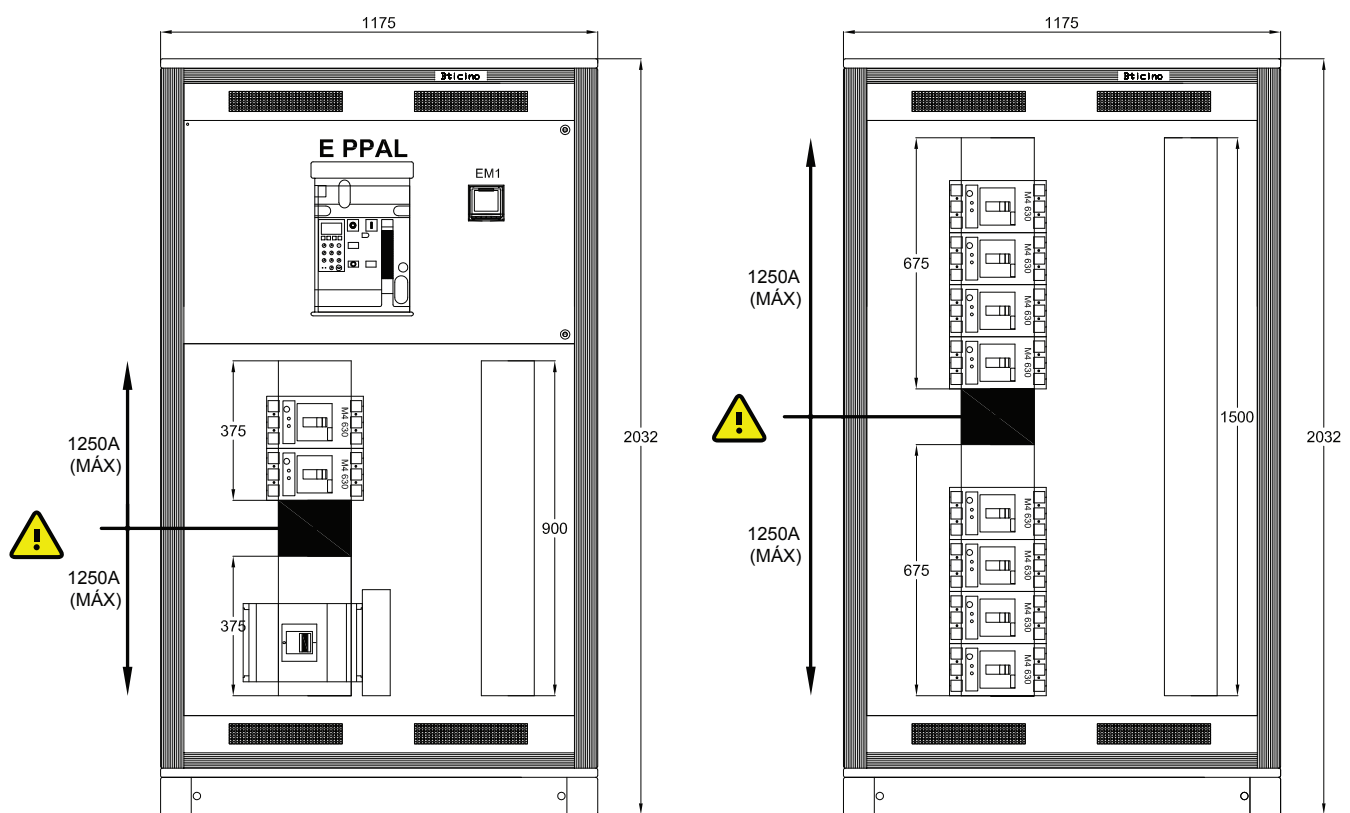 1175
Bticino
E PPAL
EM1
M4 630
M4 630
375
1250A
(MÁX)
1250A
(MÁX)
375
900
2032
1175
Bticino
M4 630
M4 630
M4 630
M4 630
675
1250A
(MÁX)
1250A
(MÁX)
675
M4 630
M4 630
M4 630
M4 630
1500
2032